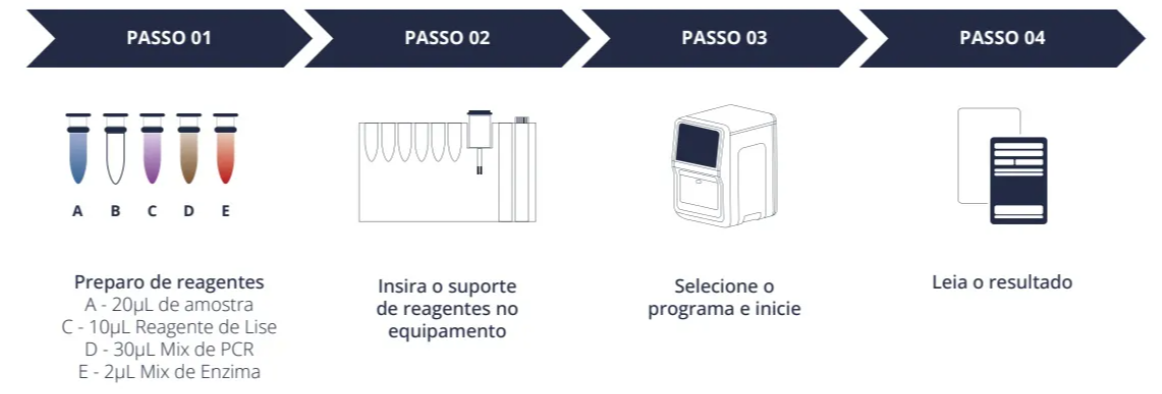 PASSO 01
PASSO 02
PASSO 03
PASSO 04
A B C D E
Preparo de reagentes
A - 20µL de amostra
C - 10µL Reagente de Lise
D - 30µL Mix de PCR
E - 2µL Mix de Enzima
Insira o suporte
de reagentes no
equipamento
Selecione o
programa e inicie
Leia o resultado